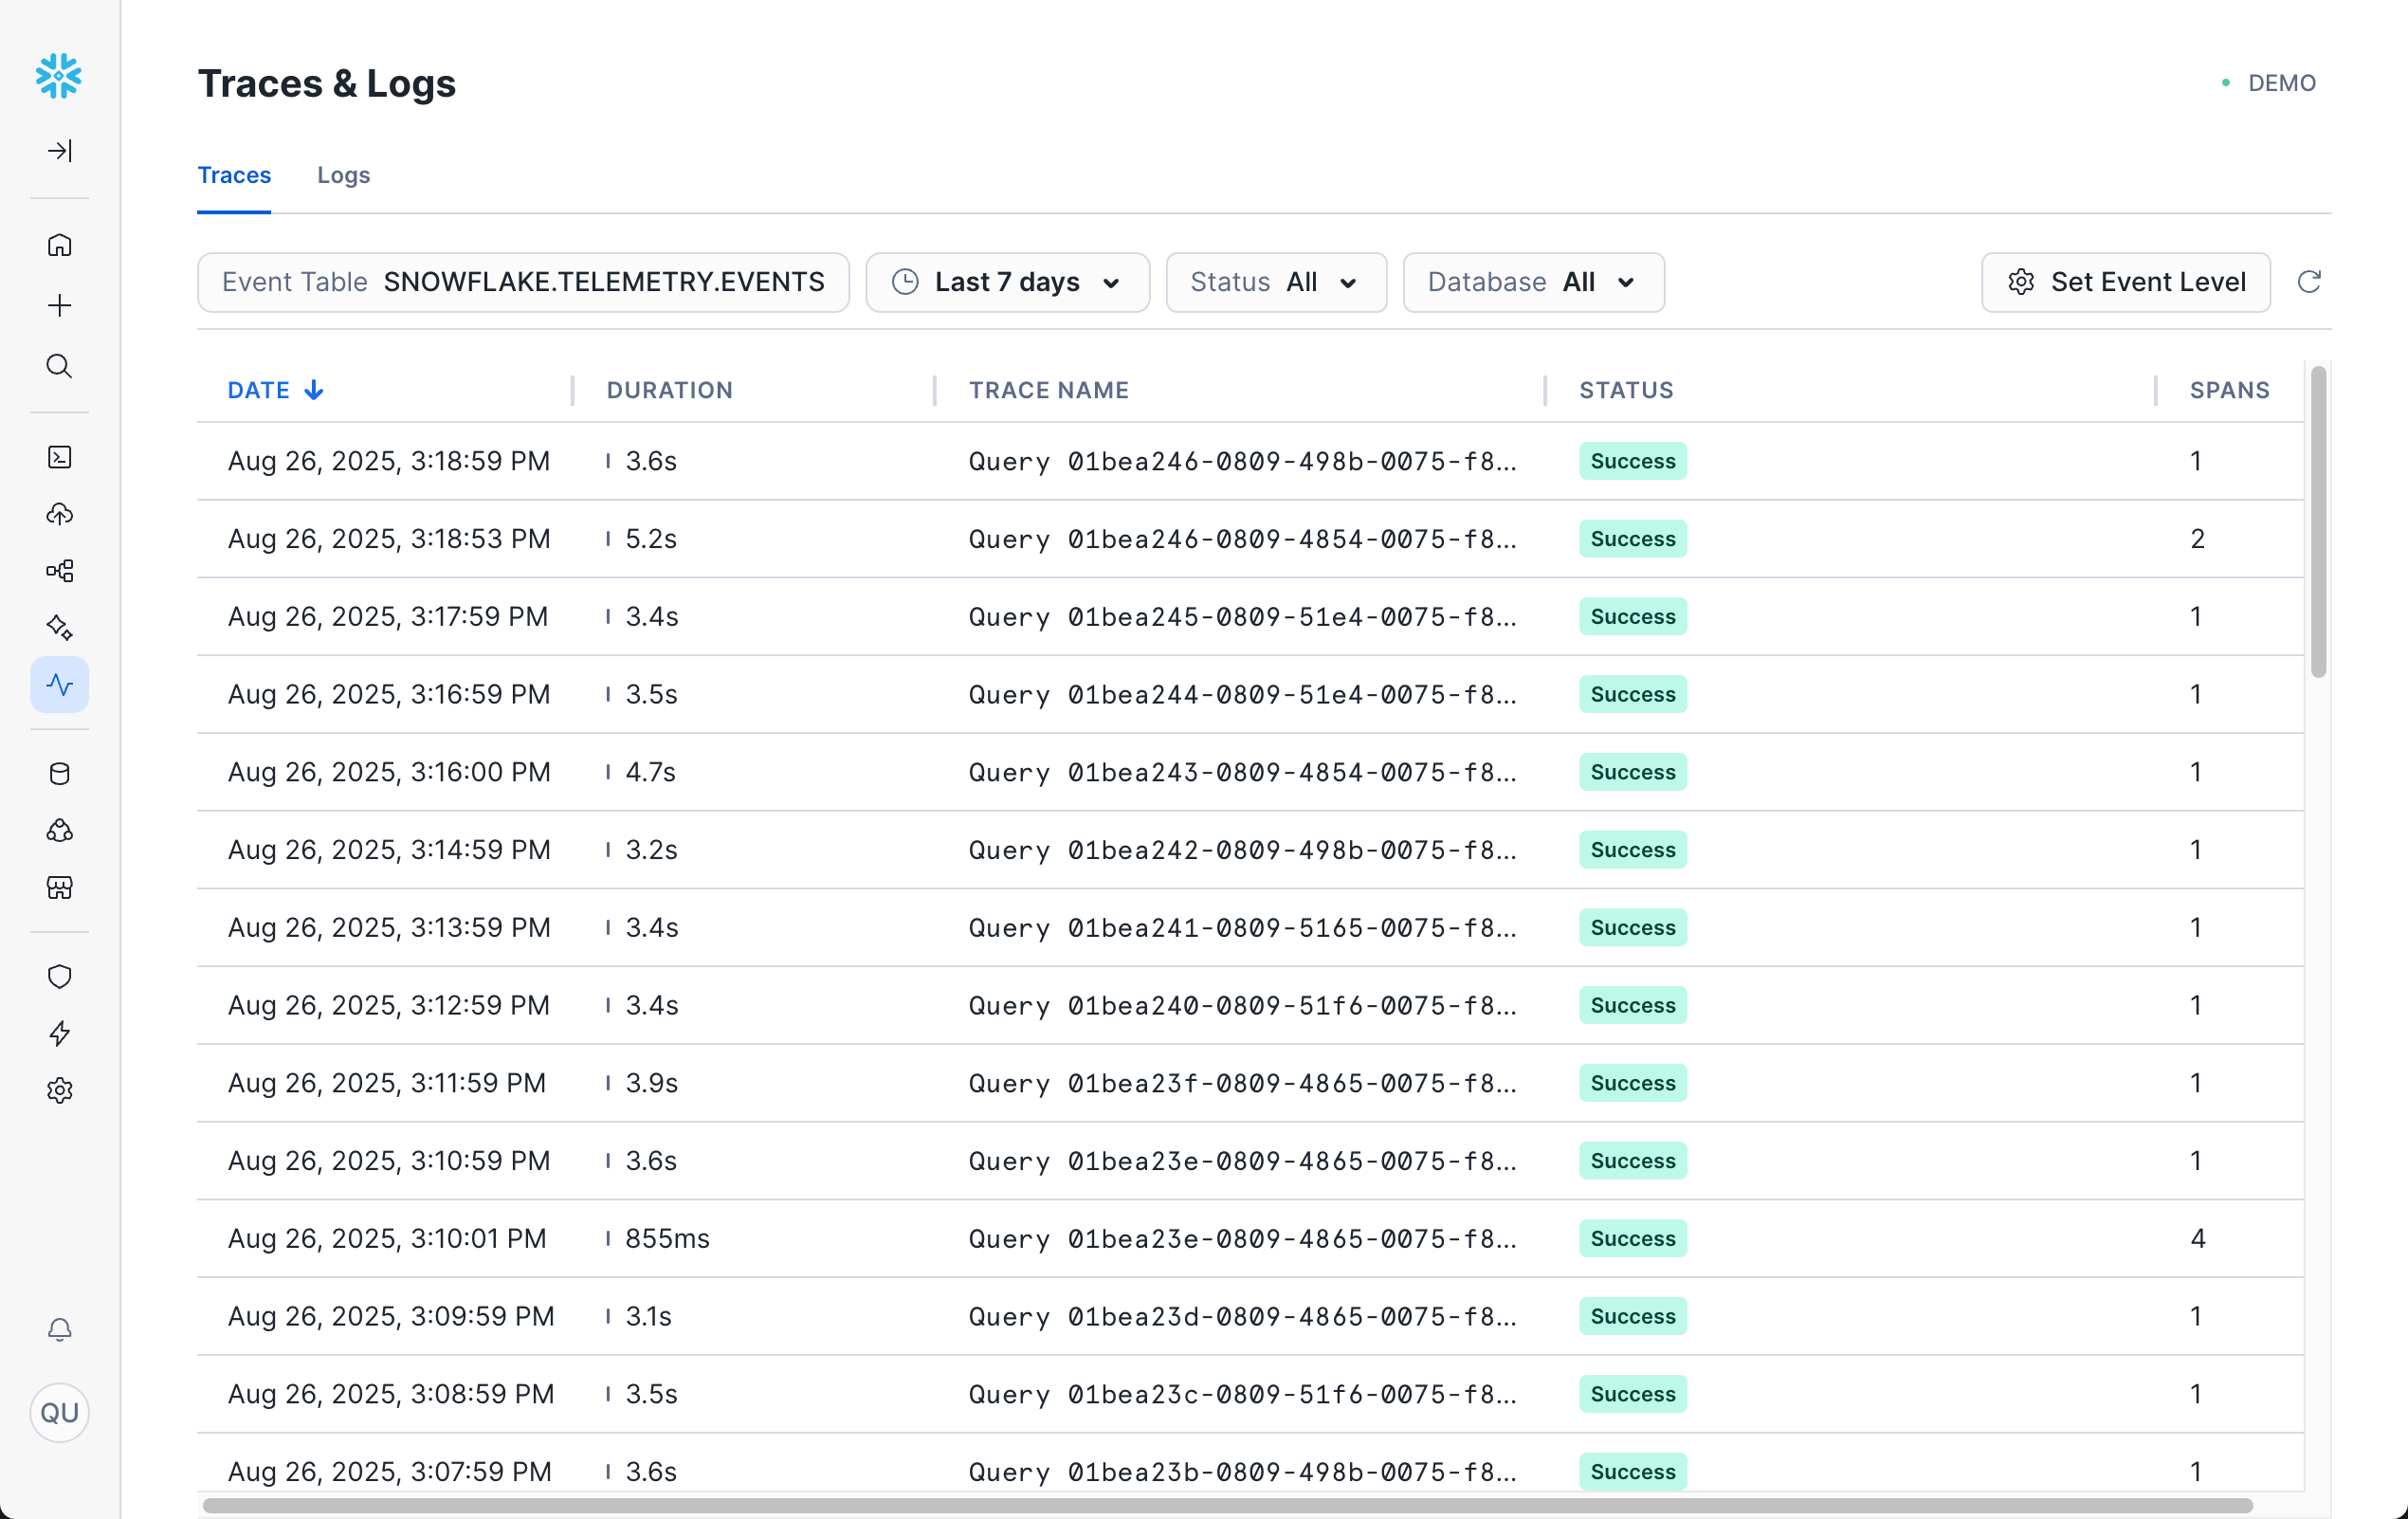 Traces & Logs
DEMO
Traces Logs
Event Table SNOWFLAKE.TELEMETRY.EVENTS Last 7 days Status All Database All Set Event Level
DATE DURATION TRACE NAME STATUS SPANS
Aug 26, 2025, 3:18:59 PM 3.6s Query 01bea246-0809-498b-0075-f8... Success 1
Aug 26, 2025, 3:18:53 PM 5.2s Query 01bea246-0809-4854-0075-f8... Success 2
Aug 26, 2025, 3:17:59 PM 3.4s Query 01bea245-0809-51e4-0075-f8... Success 1
Aug 26, 2025, 3:16:59 PM 3.5s Query 01bea244-0809-51e4-0075-f8... Success 1
Aug 26, 2025, 3:16:00 PM 4.7s Query 01bea243-0809-4854-0075-f8... Success 1
Aug 26, 2025, 3:14:59 PM 3.2s Query 01bea242-0809-498b-0075-f8... Success 1
Aug 26, 2025, 3:13:59 PM 3.4s Query 01bea241-0809-5165-0075-f8... Success 1
Aug 26, 2025, 3:12:59 PM 3.4s Query 01bea240-0809-51f6-0075-f8... Success 1
Aug 26, 2025, 3:11:59 PM 3.9s Query 01bea23f-0809-4865-0075-f8... Success 1
Aug 26, 2025, 3:10:59 PM 3.6s Query 01bea23e-0809-4865-0075-f8... Success 1
Aug 26, 2025, 3:10:01 PM 855ms Query 01bea23e-0809-4865-0075-f8... Success 4
Aug 26, 2025, 3:09:59 PM 3.1s Query 01bea23d-0809-4865-0075-f8... Success 1
Aug 26, 2025, 3:08:59 PM 3.5s Query 01bea23c-0809-51f6-0075-f8... Success 1
Aug 26, 2025, 3:07:59 PM 3.6s Query 01bea23b-0809-498b-0075-f8... Success 1
QU